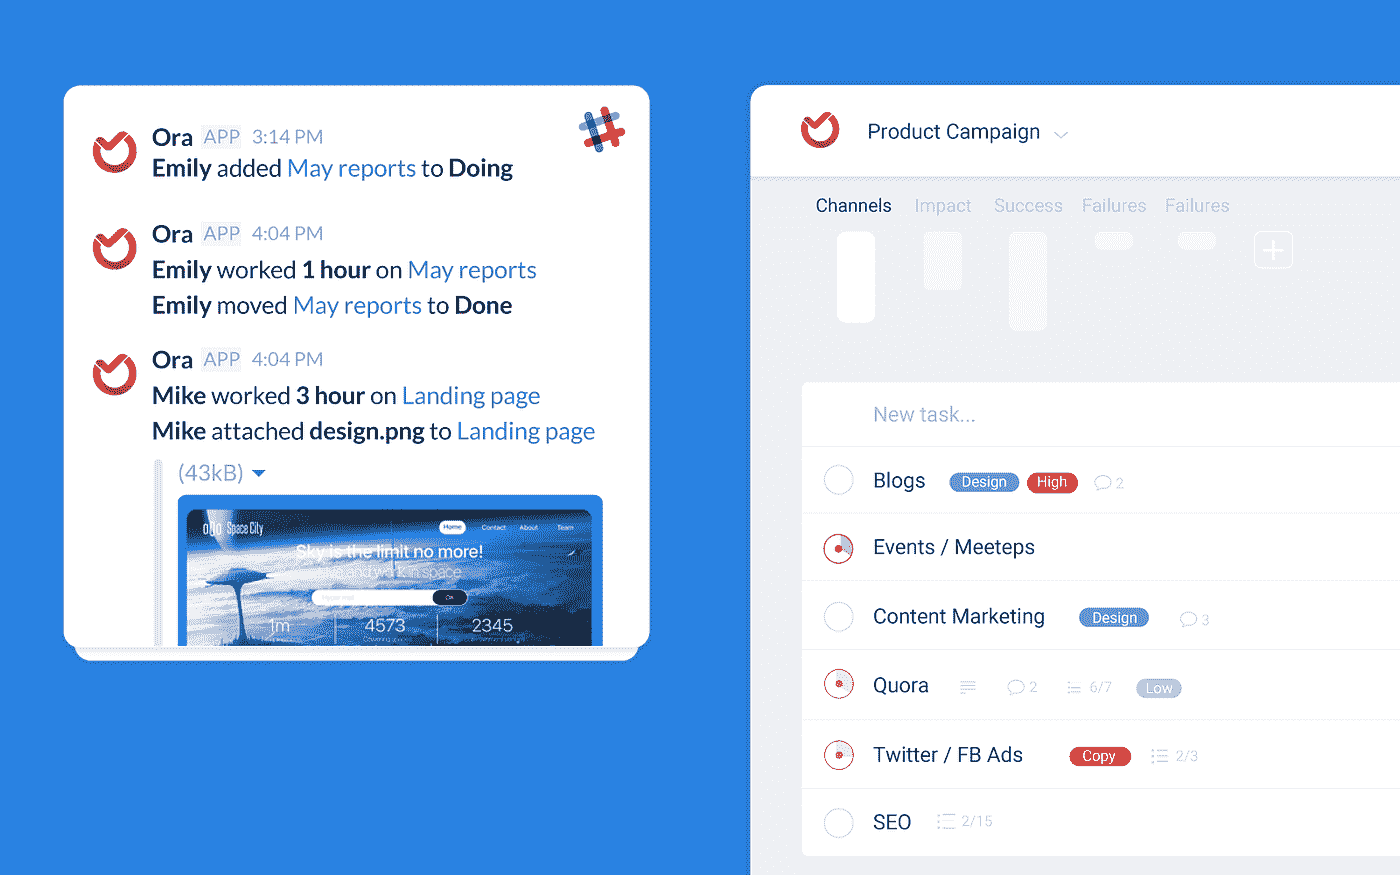 Ora APP 3:14 PM
Emily added May reports to Doing
Ora APP 4:04 PM
Emily worked 1 hour on May reports
Emily moved May reports to Done
Ora APP 4:04 PM
Mike worked 3 hour on Landing page
Mike attached design.png to Landing page
(43kB)
Space City
Home Contact About Team
Sky is the limit no more!
and work in space
1m 4573 2345
Product Campaign
Channels Impact Success Failures Failures
New task...
Blogs Design High 2
Events / Meeteps
Content Marketing Design 3
Quora 2 6/7 Low
Twitter / FB Ads Copy 2/3
SEO 2/15